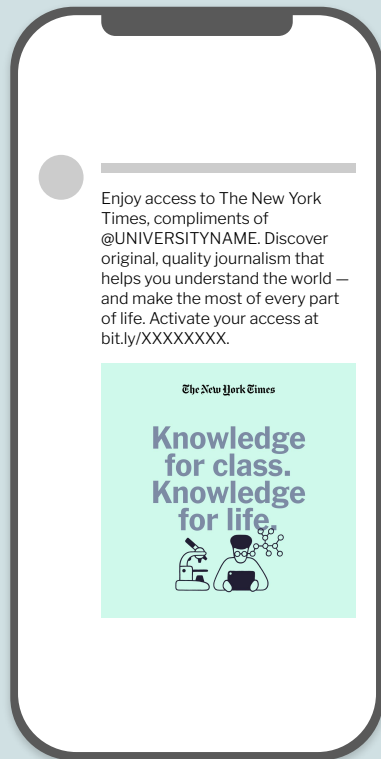 Enjoy access to The New York
Times, compliments of
@UNIVERSITYNAME. Discover
original, quality journalism that
helps you understand the world —
and make the most of every part
of life. Activate your access at
bit.ly/XXXXXXXX.
The New York Times
Knowledge
for class.
Knowledge
for life.